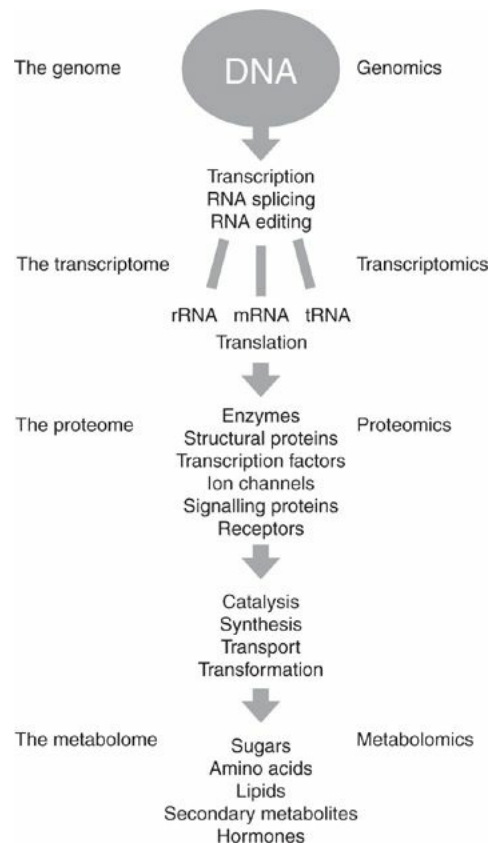 The genome DNA Genomics
Transcription
RNA splicing
RNA editing
The transcriptome Transcriptomics
rRNA mRNA tRNA
Translation
Enzymes
The proteome Structural proteins Proteomics
Transcription factors
Ion channels
Signalling proteins
Receptors
Catalysis
Synthesis
Transport
Transformation
The metabolome Sugars Metabolomics
Amino acids
Lipids
Secondary metabolites
Hormones